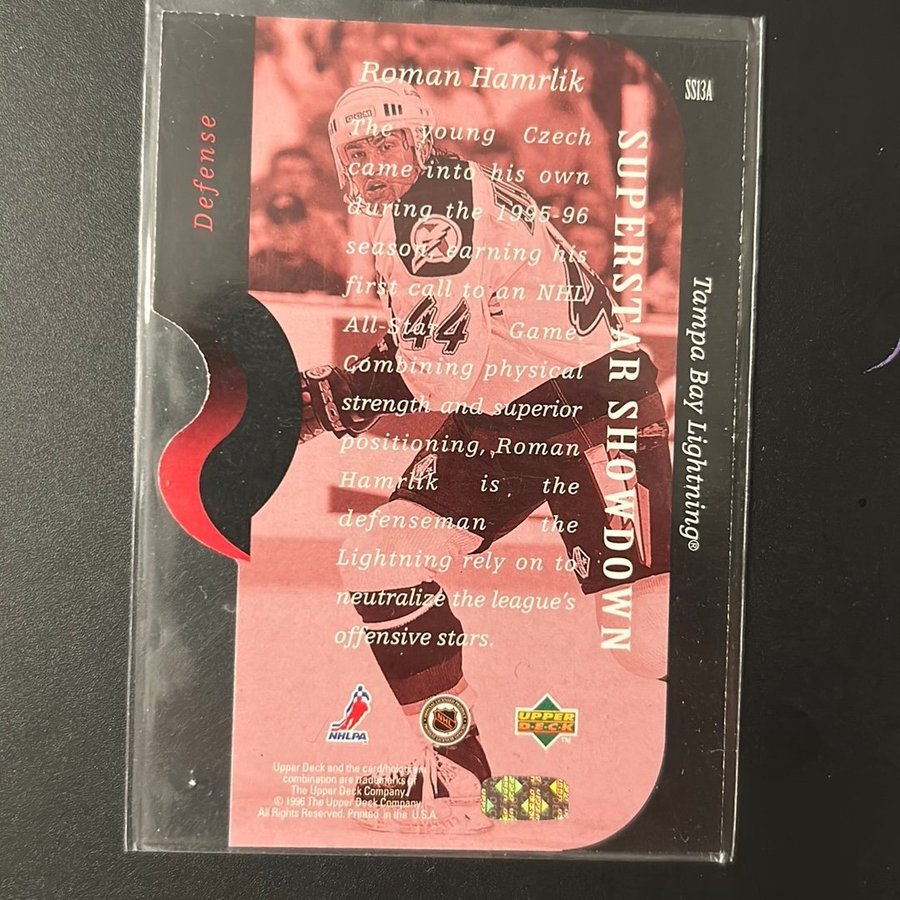 SS13A
Defense
Roman Hamrlik
The young Czech
came into his own
during the 1995-96
season, earning his
first call to an NHL
All-Star Game.
Combining physical
strength and superior
positioning, Roman
Hamrlik is the
defenseman the
Lightning rely on to
neutralize the league's
offensive stars.
SUPERSTAR SHOWDOWN
Tampa Bay Lightning®
44
CCM
NHLPA
NHL
UPPER
DECK
TM
Upper Deck and the card/hologram
combination are trademarks of
The Upper Deck Company.
© 1996 The Upper Deck Company.
All Rights Reserved. Printed in the U.S.A.